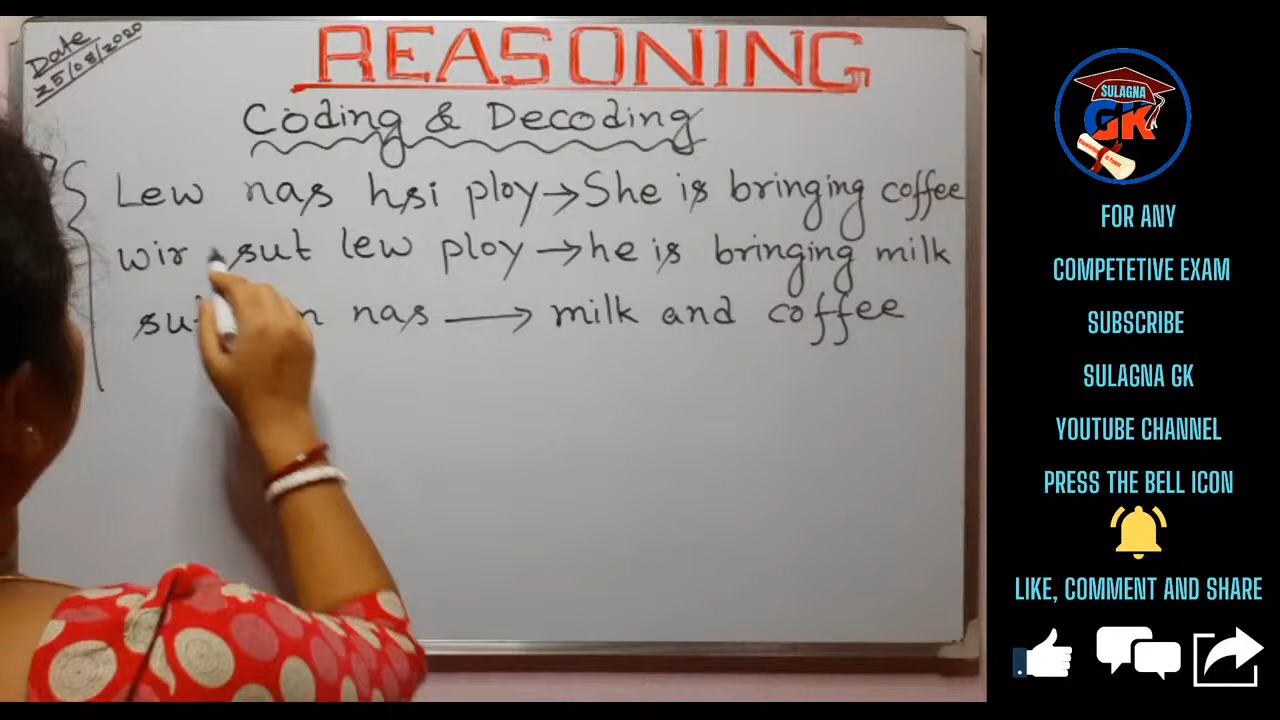 Date
25/08/2020
REASONING
Coding & Decoding
Lew nas hsi ploy → She is bringing coffee
wir sut lew ploy → he is bringing milk
nas → milk and coffee
SULAGNA
GK
FOR ANY
COMPETETIVE EXAM
SUBSCRIBE
SULAGNA GK
YOUTUBE CHANNEL
PRESS THE BELL ICON
LIKE, COMMENT AND SHARE